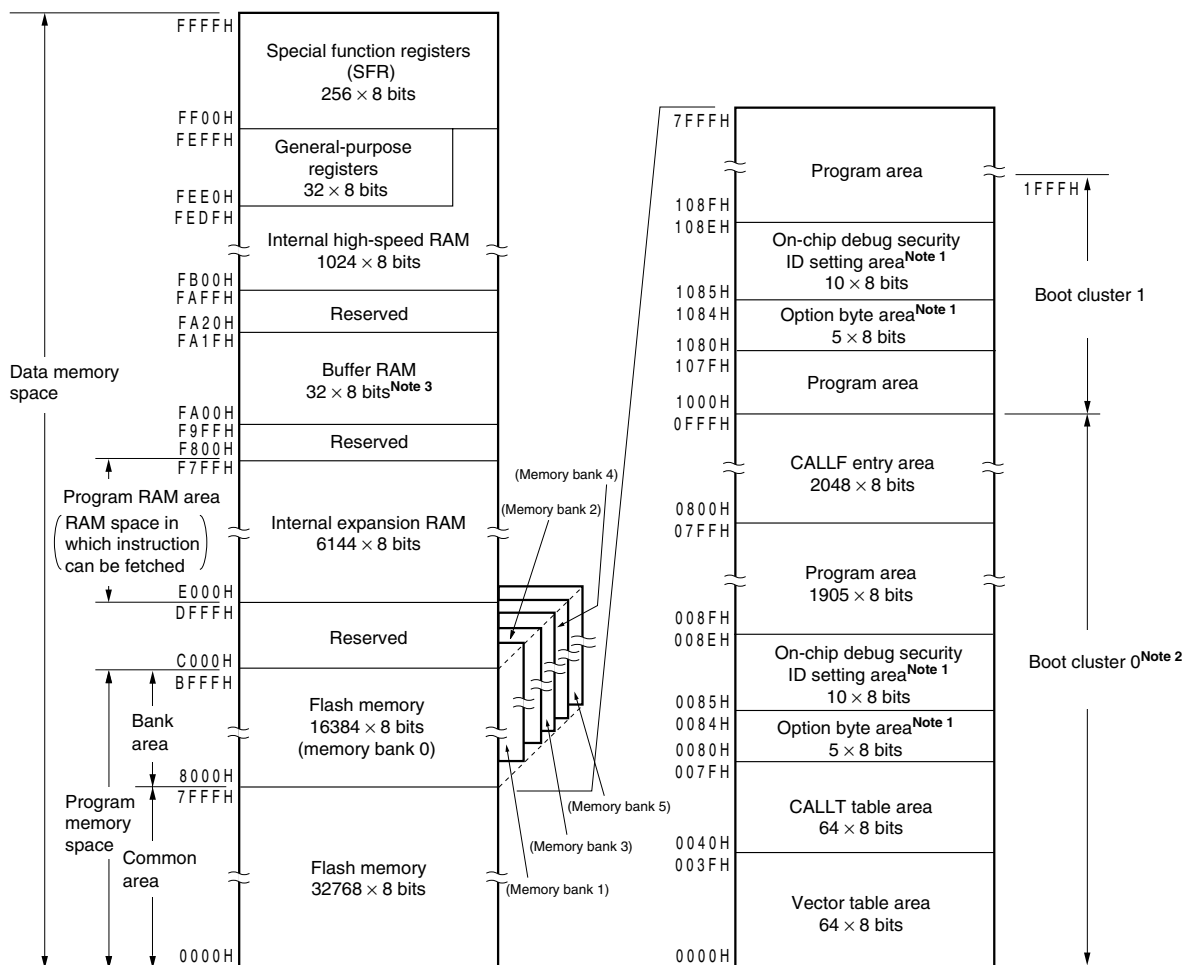 FFFFH
Special function registers
(SFR)
256 × 8 bits
FF00H
FEFFH
General-purpose
registers
32 × 8 bits
FEE0H
FEDFH
Internal high-speed RAM
1024 × 8 bits
FB00H
FAFFH
Reserved
FA20H
FA1FH
Buffer RAM
32 × 8 bits Note 3
FA00H
F9FFH
Reserved
F800H
F7FFH
Internal expansion RAM
6144 × 8 bits
E000H
DFFFH
Reserved
C000H
BFFFH
Flash memory
16384 × 8 bits
(memory bank 0)
8000H
7FFFH
Flash memory
32768 × 8 bits
0000H
Data memory
space
Program RAM area
(RAM space in
which instruction
can be fetched)
Bank
area
Program
memory
space
Common
area
(Memory bank 4)
(Memory bank 2)
(Memory bank 5)
(Memory bank 3)
(Memory bank 1)
7FFFH
Program area
1FFFH
108FH
108EH
On-chip debug security
ID setting area Note 1
10 × 8 bits
1085H
1084H
Option byte area Note 1
5 × 8 bits
1080H
107FH
Program area
1000H
0FFFH
Boot cluster 1
CALLF entry area
2048 × 8 bits
0800H
07FFH
Program area
1905 × 8 bits
008FH
008EH
On-chip debug security
ID setting area Note 1
10 × 8 bits
0085H
0084H
Option byte area Note 1
5 × 8 bits
0080H
007FH
CALLT table area
64 × 8 bits
0040H
003FH
Vector table area
64 × 8 bits
0000H
Boot cluster 0 Note 2